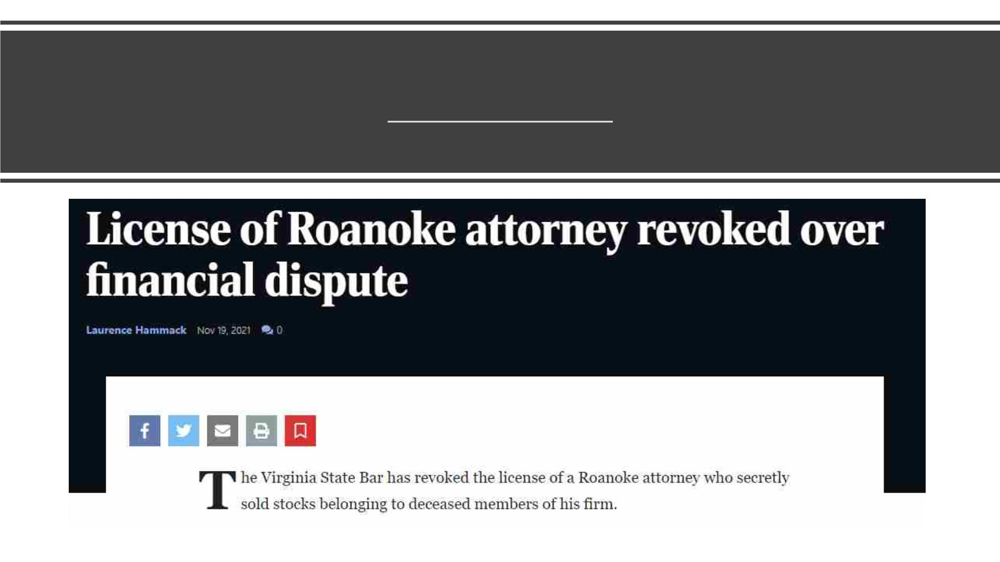 License of Roanoke attorney revoked over
financial dispute
Laurence Hammack Nov 19, 2021 0
The Virginia State Bar has revoked the license of a Roanoke attorney who secretly
sold stocks belonging to deceased members of his firm.